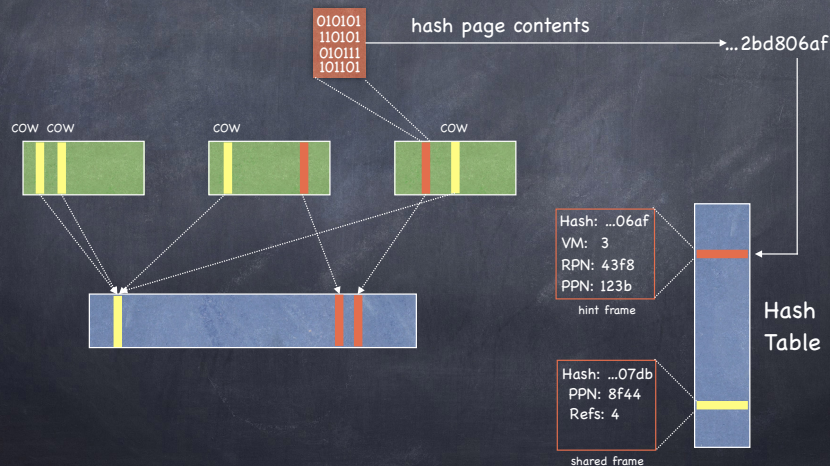 010101
110101
010111
101101
hash page contents
...2bd806af
cow cow
cow
cow
Hash: ...06af
VM: 3
RPN: 43f8
PPN: 123b
hint frame
Hash
Table
Hash: ...07db
PPN: 8f44
Refs: 4
shared frame